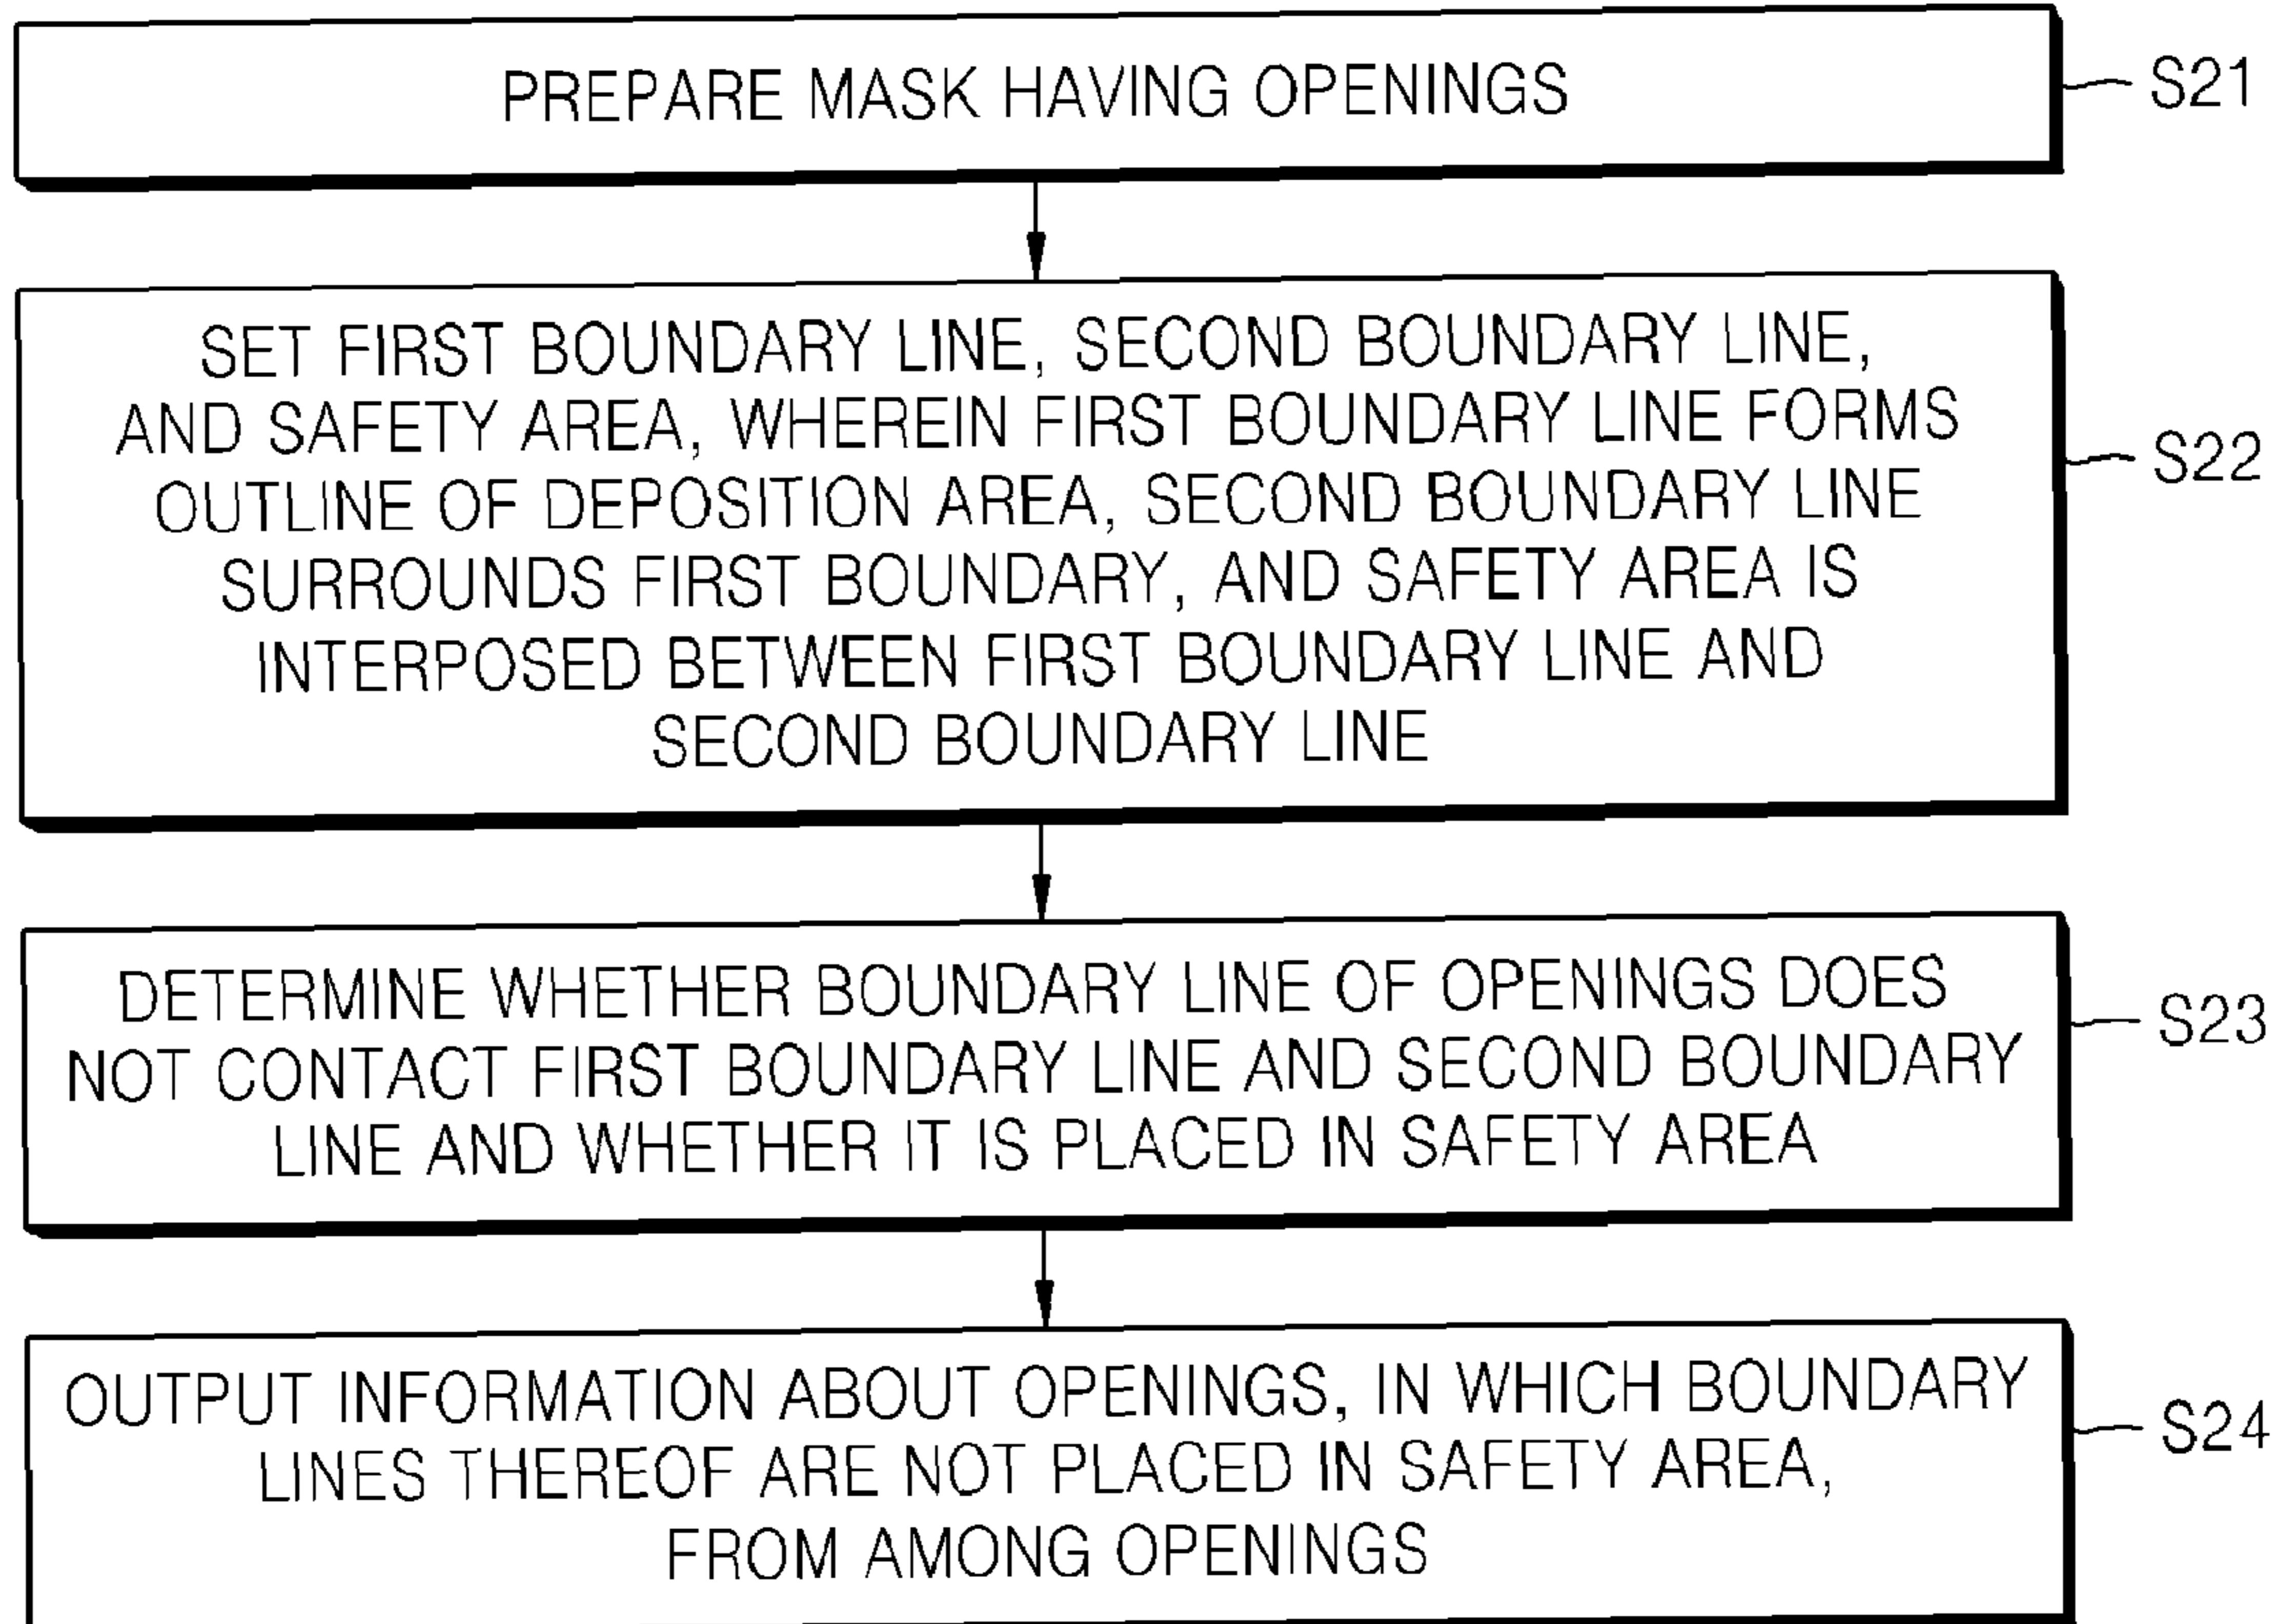 PREPARE MASK HAVING OPENINGS
S21
SET FIRST BOUNDARY LINE, SECOND BOUNDARY LINE,
AND SAFETY AREA, WHEREIN FIRST BOUNDARY LINE FORMS
OUTLINE OF DEPOSITION AREA, SECOND BOUNDARY LINE
SURROUNDS FIRST BOUNDARY, AND SAFETY AREA IS
INTERPOSED BETWEEN FIRST BOUNDARY LINE AND
SECOND BOUNDARY LINE
S22
DETERMINE WHETHER BOUNDARY LINE OF OPENINGS DOES
NOT CONTACT FIRST BOUNDARY LINE AND SECOND BOUNDARY
LINE AND WHETHER IT IS PLACED IN SAFETY AREA
S23
OUTPUT INFORMATION ABOUT OPENINGS, IN WHICH BOUNDARY
LINES THEREOF ARE NOT PLACED IN SAFETY AREA,
FROM AMONG OPENINGS
S24